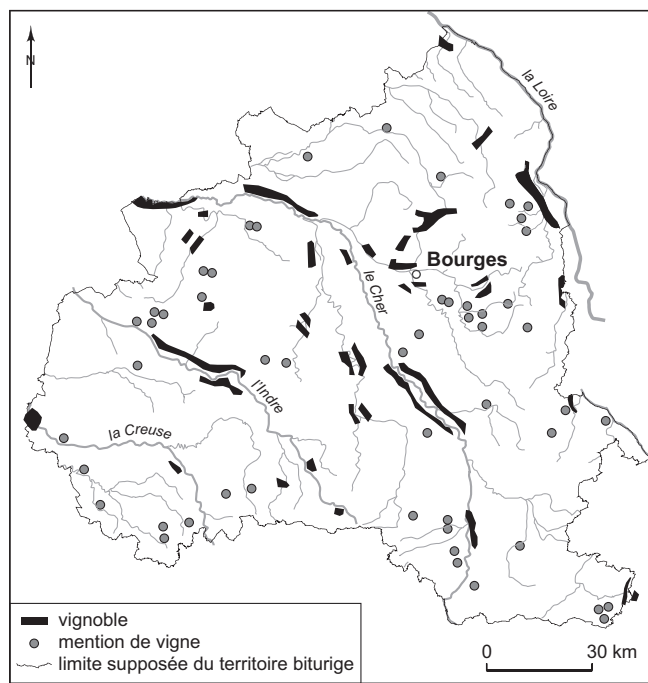 N
la Loire
Bourges
le Cher
l'Indre
la Creuse
vignoble
mention de vigne
limite supposée du territoire biturige
0 30 km